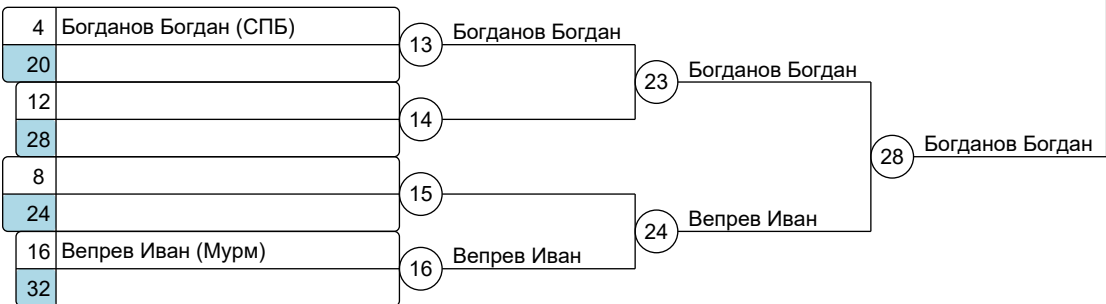 4 Богданов Богдан (СПБ)
20
13 Богданов Богдан
12
28
14
23 Богданов Богдан
8
24
15
16 Вепрев Иван (Мурм)
32
16 Вепрев Иван
24 Вепрев Иван
28 Богданов Богдан